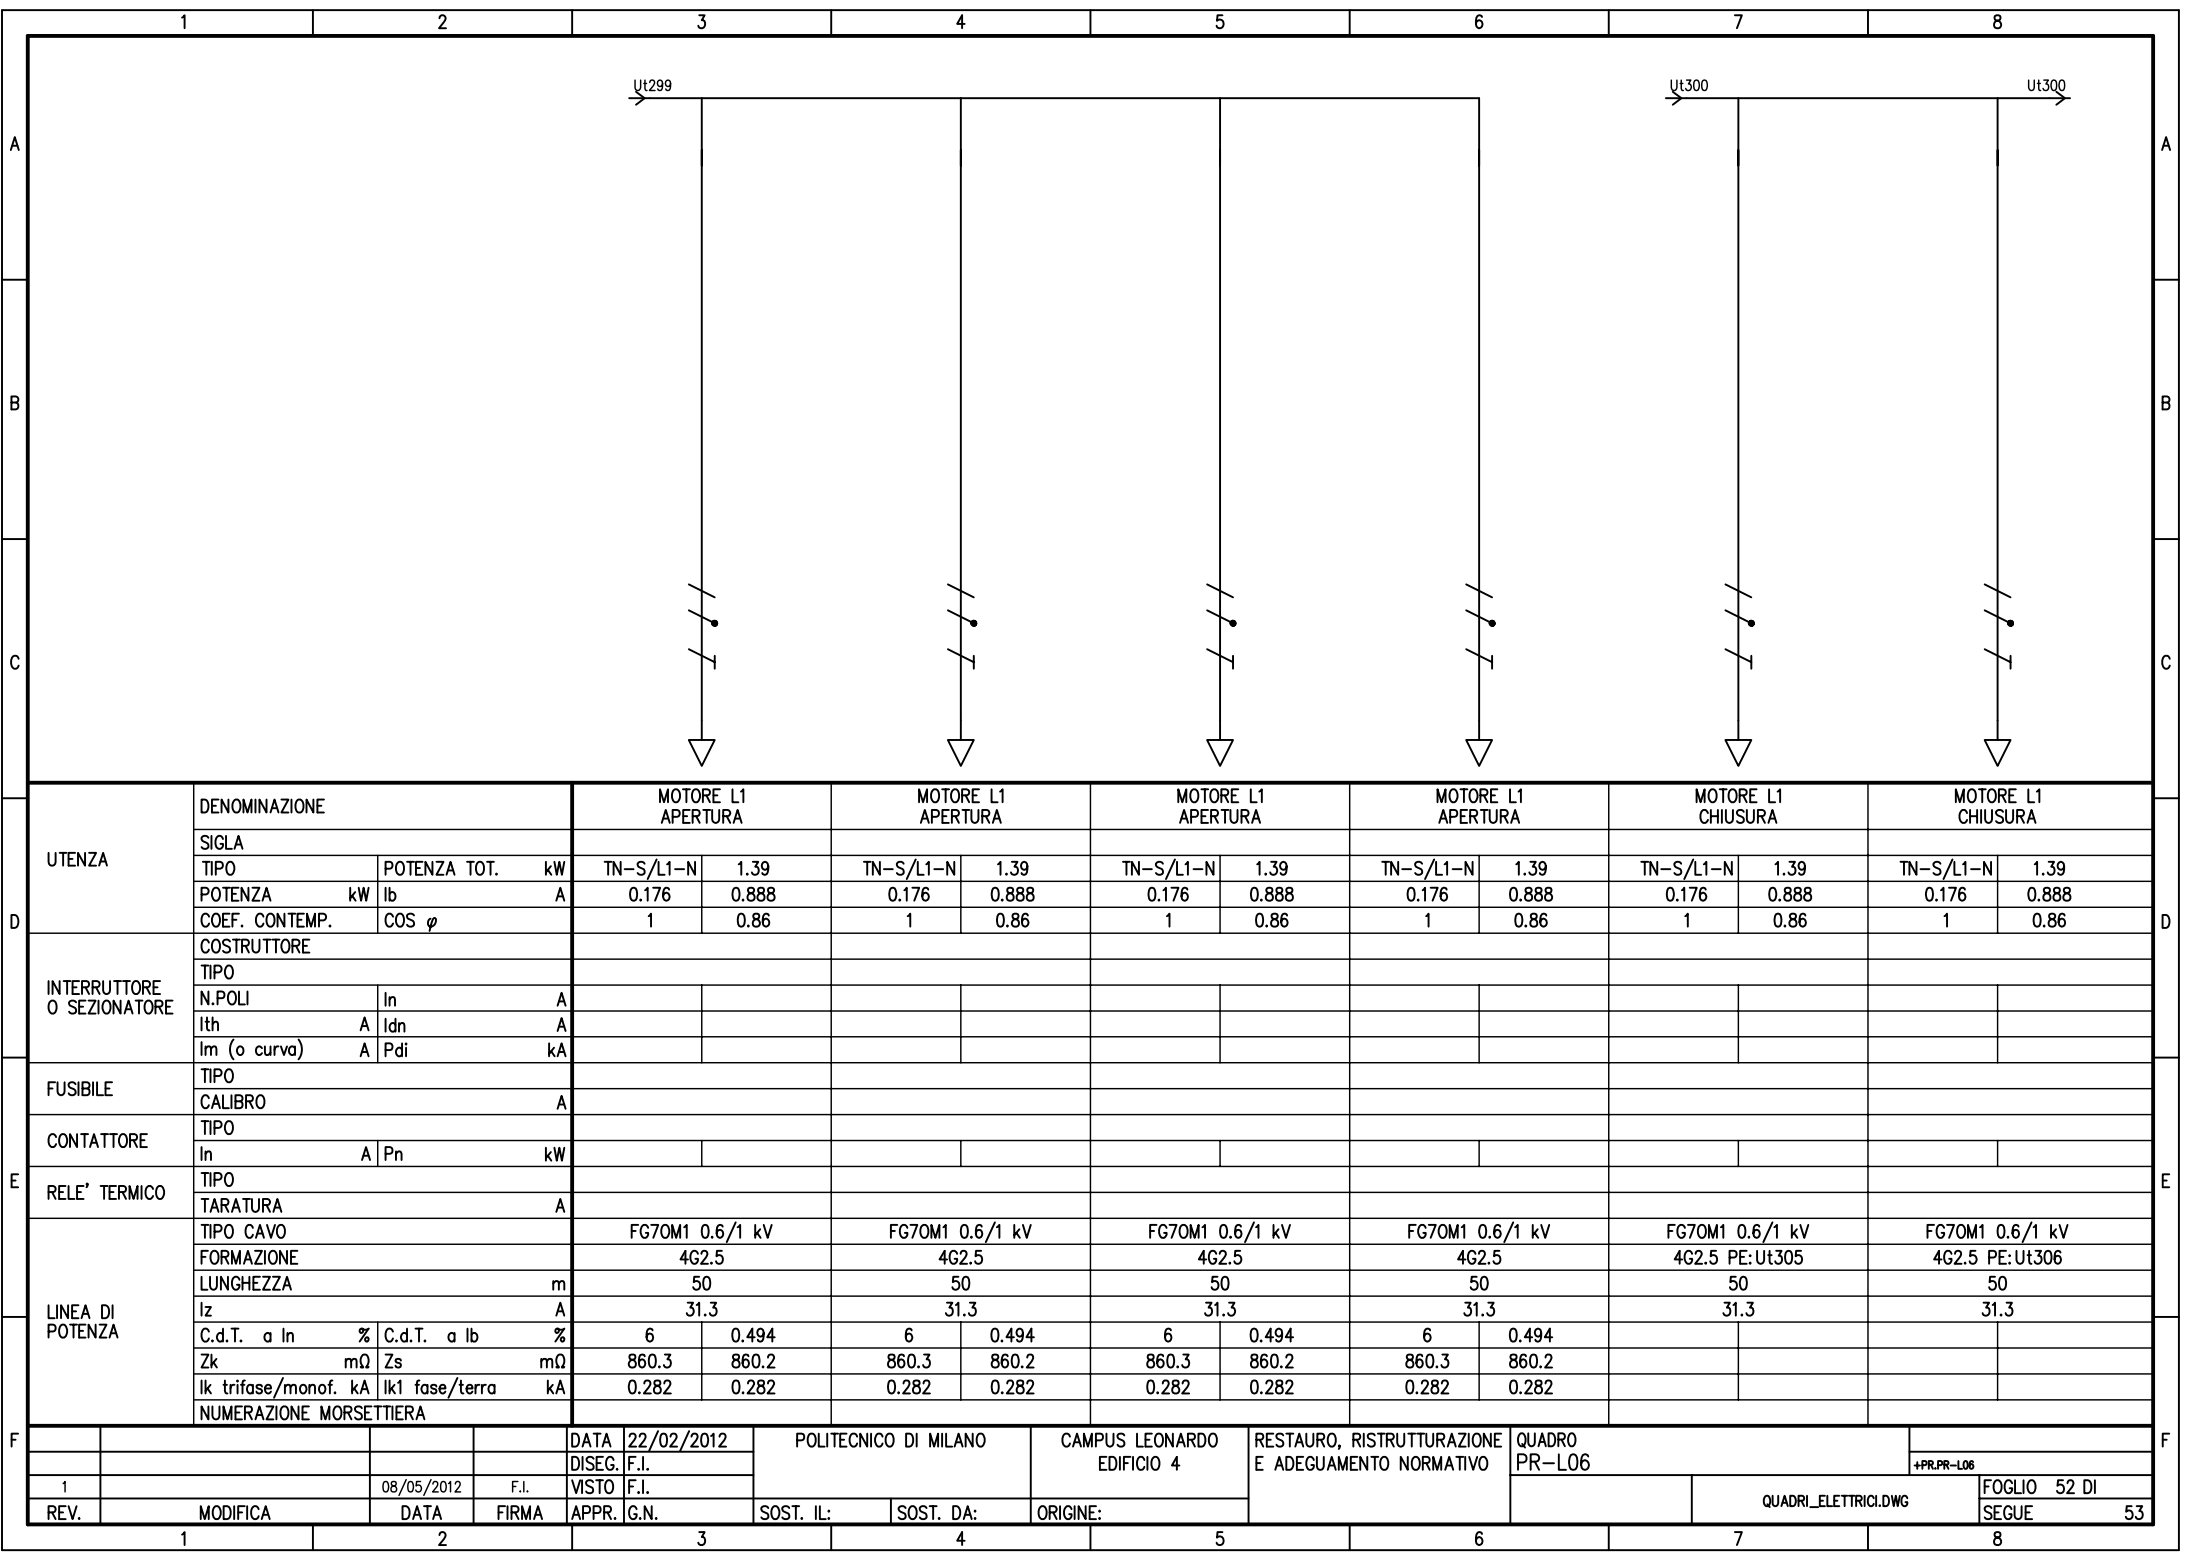 1 2 3 4 5 6 7 8
Ut299 Ut300 Ut300
A A
B B
C C
D D
E E
F F
UTENZA
DENOMINAZIONE MOTORE L1 APERTURA MOTORE L1 APERTURA MOTORE L1 APERTURA MOTORE L1 APERTURA MOTORE L1 CHIUSURA MOTORE L1 CHIUSURA
SIGLA
TIPO POTENZA TOT. kW TN-S/L1-N 1.39 TN-S/L1-N 1.39 TN-S/L1-N 1.39 TN-S/L1-N 1.39 TN-S/L1-N 1.39 TN-S/L1-N 1.39
POTENZA kW Ib A 0.176 0.888 0.176 0.888 0.176 0.888 0.176 0.888 0.176 0.888 0.176 0.888
COEF. CONTEMP. COS φ 1 0.86 1 0.86 1 0.86 1 0.86 1 0.86 1 0.86
INTERRUTTORE
O SEZIONATORE
COSTRUTTORE
TIPO
N.POLI In A
Ith A Idn A
Im (o curva) A Pdi kA
FUSIBILE
TIPO
CALIBRO A
CONTATTORE
TIPO
In A Pn kW
RELE' TERMICO
TIPO
TARATURA A
LINEA DI
POTENZA
TIPO CAVO FG7OM1 0.6/1 kV FG7OM1 0.6/1 kV FG7OM1 0.6/1 kV FG7OM1 0.6/1 kV FG7OM1 0.6/1 kV FG7OM1 0.6/1 kV
FORMAZIONE 4G2.5 4G2.5 4G2.5 4G2.5 4G2.5 PE:Ut305 4G2.5 PE:Ut306
LUNGHEZZA m 50 50 50 50 50 50
Iz A 31.3 31.3 31.3 31.3 31.3 31.3
C.d.T. a In % C.d.T. a Ib % 6 0.494 6 0.494 6 0.494 6 0.494
Zk mΩ Zs mΩ 860.3 860.2 860.3 860.2 860.3 860.2 860.3 860.2
Ik trifase/monof. kA Ik1 fase/terra kA 0.282 0.282 0.282 0.282 0.282 0.282 0.282 0.282
NUMERAZIONE MORSETTIERA
DATA 22/02/2012 POLITECNICO DI MILANO CAMPUS LEONARDO RESTAURO, RISTRUTTURAZIONE QUADRO
DISEG. F.I. EDIFICIO 4 E ADEGUAMENTO NORMATIVO PR-L06 +PR.PR-L06
1 08/05/2012 F.I. VISTO F.I. QUADRI_ELETTRICI.DWG FOGLIO 52 DI
REV. MODIFICA DATA FIRMA APPR. G.N. SOST. IL: SOST. DA: ORIGINE: SEGUE 53
1 2 3 4 5 6 7 8